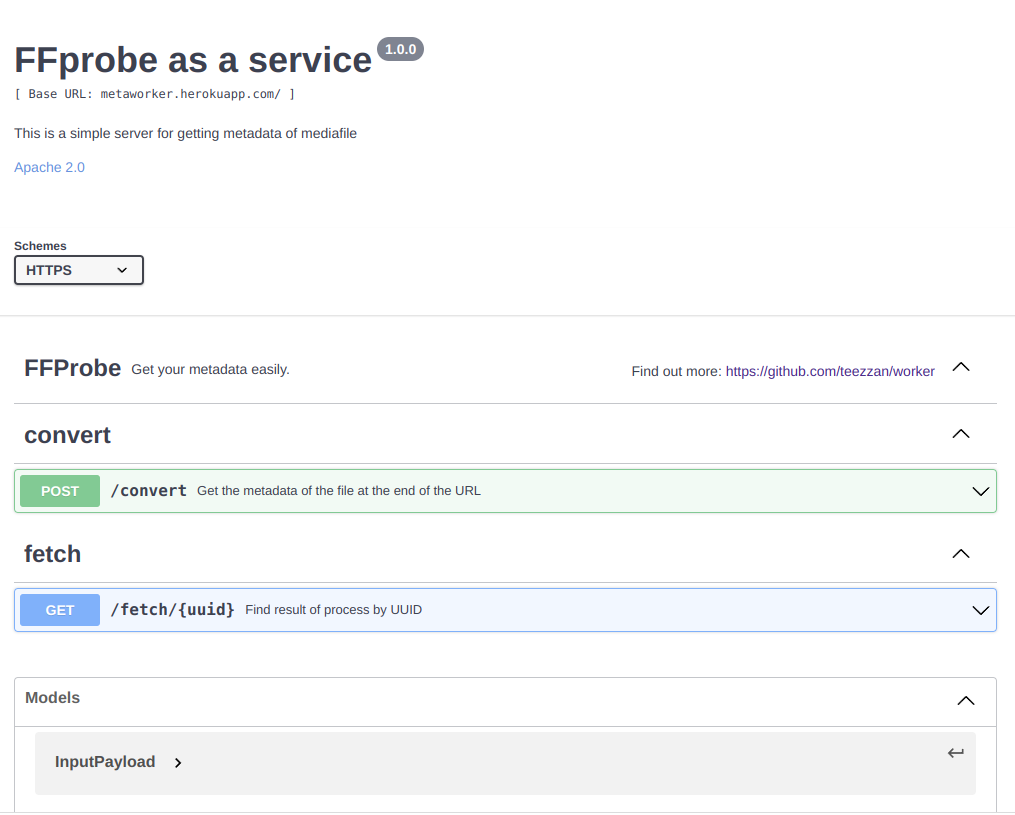 FFprobe as a service 1.0.0
[ Base URL: metaworker.herokuapp.com/ ]
This is a simple server for getting metadata of mediafile
Apache 2.0
Schemes
HTTPS
FFProbe Get your metadata easily. Find out more: https://github.com/teezzan/worker
convert
POST /convert Get the metadata of the file at the end of the URL
fetch
GET /fetch/{uuid} Find result of process by UUID
Models
InputPayload